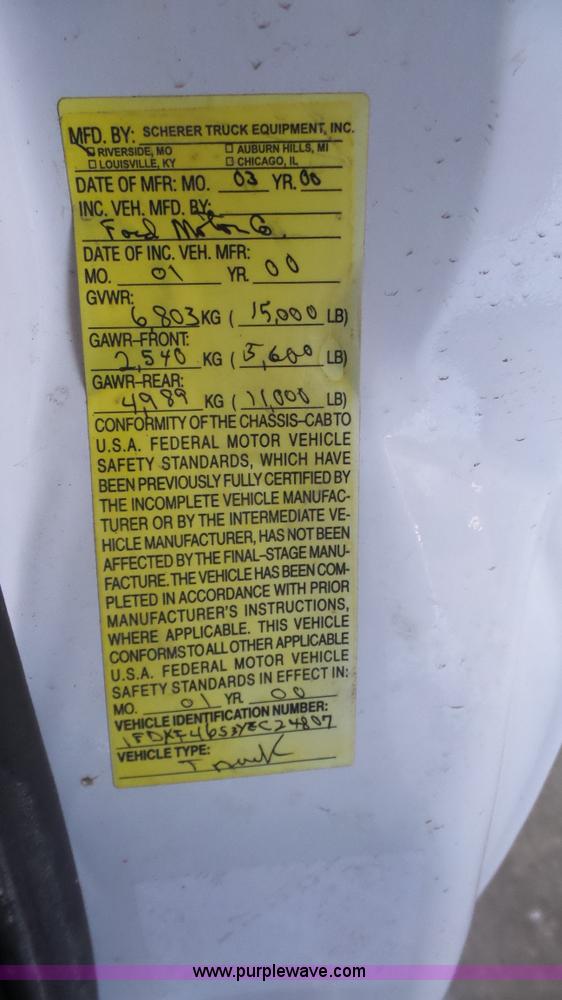 MFD. BY: SCHERER TRUCK EQUIPMENT, INC.
RIVERSIDE, MO AUBURN HILLS, MI
LOUISVILLE, KY CHICAGO, IL
DATE OF MFR: MO. 03 YR. 00
INC. VEH. MFD. BY:
Ford Motor Co.
DATE OF INC. VEH. MFR:
MO. 01 YR. 00
GVWR:
6,803 KG ( 15,000 LB)
GAWR-FRONT:
2,540 KG ( 5,600 LB)
GAWR-REAR:
4989 KG ( 11,000 LB)
CONFORMITY OF THE CHASSIS-CAB TO
U.S.A. FEDERAL MOTOR VEHICLE
SAFETY STANDARDS, WHICH HAVE
BEEN PREVIOUSLY FULLY CERTIFIED BY
THE INCOMPLETE VEHICLE MANUFAC-
TURER OR BY THE INTERMEDIATE VE-
HICLE MANUFACTURER, HAS NOT BEEN
AFFECTED BY THE FINAL-STAGE MANU-
FACTURE. THE VEHICLE HAS BEEN COM-
PLETED IN ACCORDANCE WITH PRIOR
MANUFACTURER'S INSTRUCTIONS,
WHERE APPLICABLE. THIS VEHICLE
CONFORMS TO ALL OTHER APPLICABLE
U.S.A. FEDERAL MOTOR VEHICLE
SAFETY STANDARDS IN EFFECT IN:
MO. 01 YR. 00
VEHICLE IDENTIFICATION NUMBER:
1FDXF46S3YEC24807
VEHICLE TYPE:
Truck
www.purplewave.com